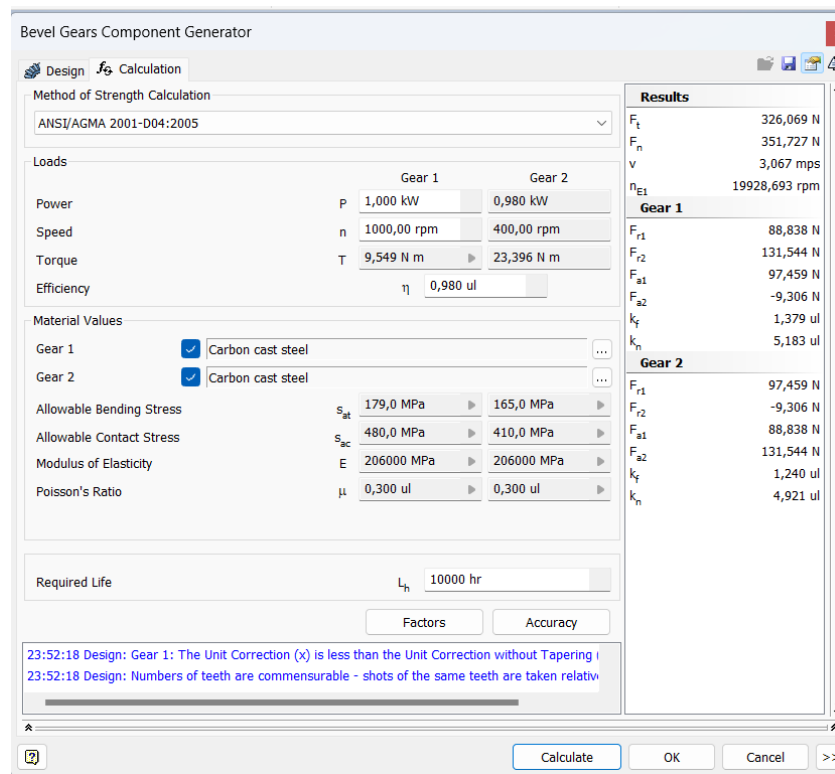 Bevel Gears Component Generator
Design
fG Calculation
Method of Strength Calculation
ANSI/AGMA 2001-D04:2005
Loads
Gear 1 Gear 2
Power P 1,000 kW 0,980 kW
Speed n 1000,00 rpm 400,00 rpm
Torque T 9,549 N m 23,396 N m
Efficiency η 0,980 ul
Material Values
Gear 1 Carbon cast steel ...
Gear 2 Carbon cast steel ...
Allowable Bending Stress sat 179,0 MPa 165,0 MPa
Allowable Contact Stress sac 480,0 MPa 410,0 MPa
Modulus of Elasticity E 206000 MPa 206000 MPa
Poisson's Ratio μ 0,300 ul 0,300 ul
Required Life Lh 10000 hr
Factors Accuracy
23:52:18 Design: Gear 1: The Unit Correction (x) is less than the Unit Correction without Tapering (
23:52:18 Design: Numbers of teeth are commensurable - shots of the same teeth are taken relativ
Results
Ft 326,069 N
Fn 351,727 N
v 3,067 mps
nE1 19928,693 rpm
Gear 1
Fr1 88,838 N
Fr2 131,544 N
Fa1 97,459 N
Fa2 -9,306 N
kf 1,379 ul
kn 5,183 ul
Gear 2
Fr1 97,459 N
Fr2 -9,306 N
Fa1 88,838 N
Fa2 131,544 N
kf 1,240 ul
kn 4,921 ul
? Calculate OK Cancel >>